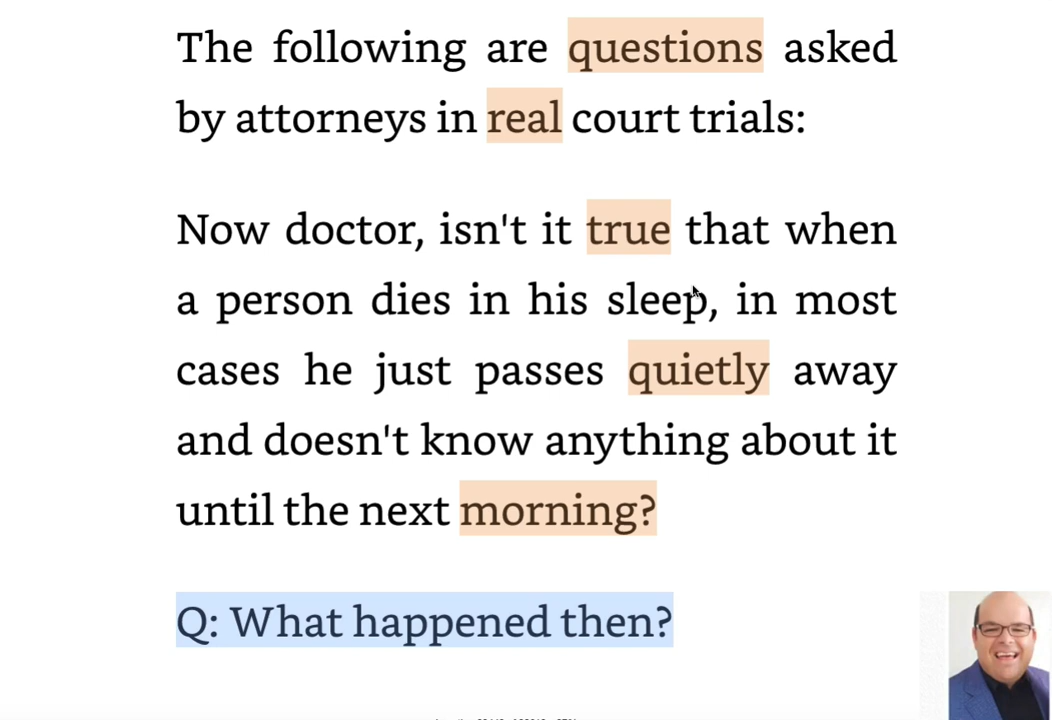 The following are questions asked
by attorneys in real court trials:
Now doctor, isn't it true that when
a person dies in his sleep, in most
cases he just passes quietly away
and doesn't know anything about it
until the next morning?
Q: What happened then?